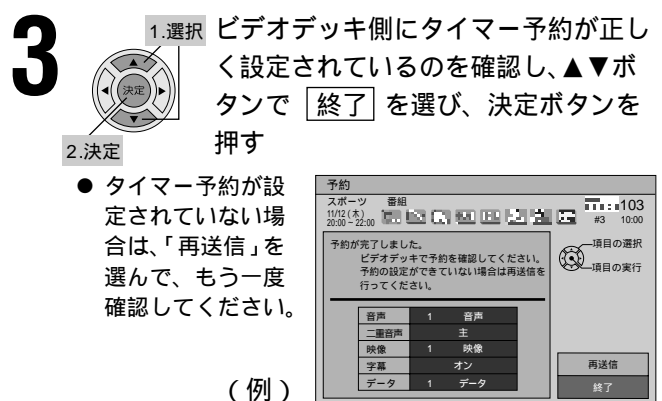 3
1.選択
決定
2.決定
ビデオデッキ側にタイマー予約が正し
く設定されているのを確認し、▲▼ボ
タンで 終了 を選び、決定ボタンを
押す
● タイマー予約が設
定されていない場
合は、「再送信」を
選んで、もう一度
確認してください。
(例)
予約
スポーツ 番組
11/12(木)
20:00~22:00
103
#3 10:00
予約が完了しました。
ビデオデッキで予約を確認してください。
予約の設定ができていない場合は再送信を
行ってください。
項目の選択
項目の実行
音声 1 音声
二重音声 主
映像 1 映像
字幕 オン
データ 1 データ
再送信
終了